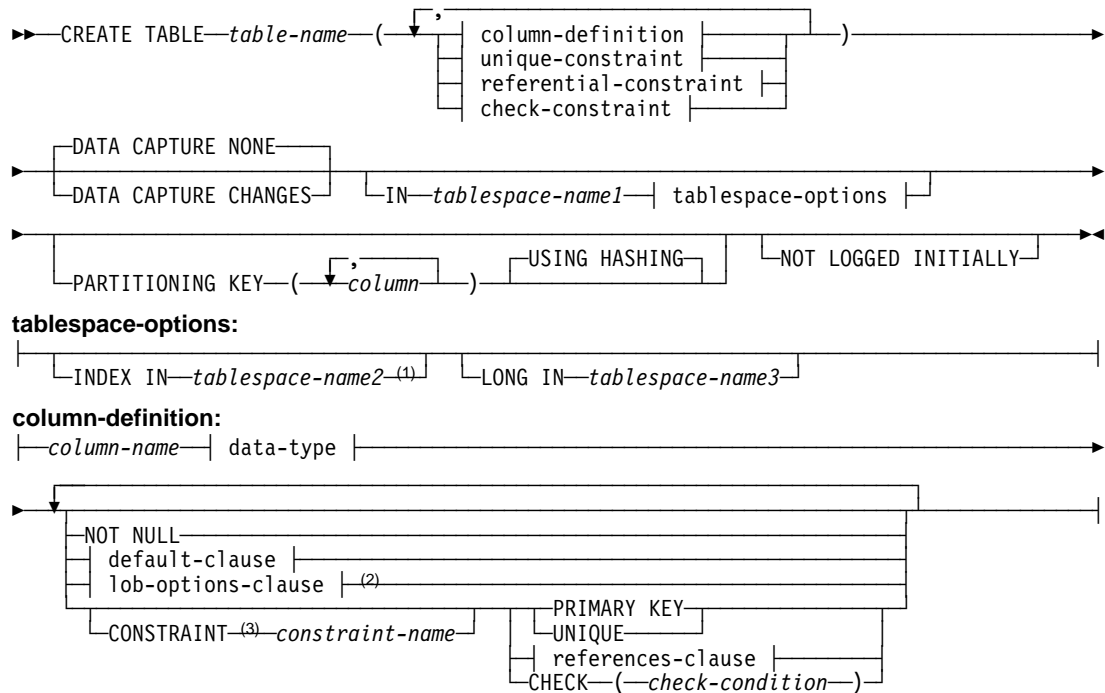 ,
CREATE TABLE table-name ( column-definition )
unique-constraint
referential-constraint
check-constraint
DATA CAPTURE NONE
DATA CAPTURE CHANGES IN tablespace-name1 tablespace-options
, USING HASHING NOT LOGGED INITIALLY
PARTITIONING KEY ( column )
tablespace-options:
INDEX IN tablespace-name2 (1) LONG IN tablespace-name3
column-definition:
column-name data-type
NOT NULL
default-clause
lob-options-clause (2)
PRIMARY KEY
CONSTRAINT (3) constraint-name UNIQUE
references-clause
CHECK ( check-condition )